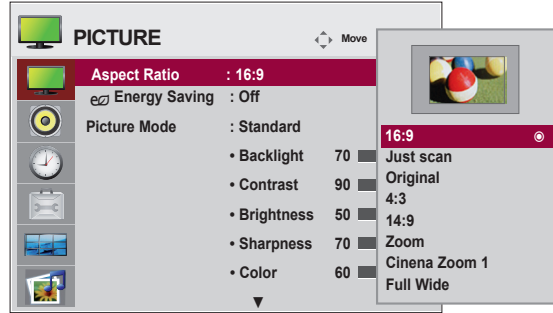 PICTURE
Move
Aspect Ratio : 16:9
Energy Saving : Off
Picture Mode : Standard
• Backlight 70
• Contrast 90
• Brightness 50
• Sharpness 70
• Color 60
16:9
Just scan
Original
4:3
14:9
Zoom
Cinena Zoom 1
Full Wide